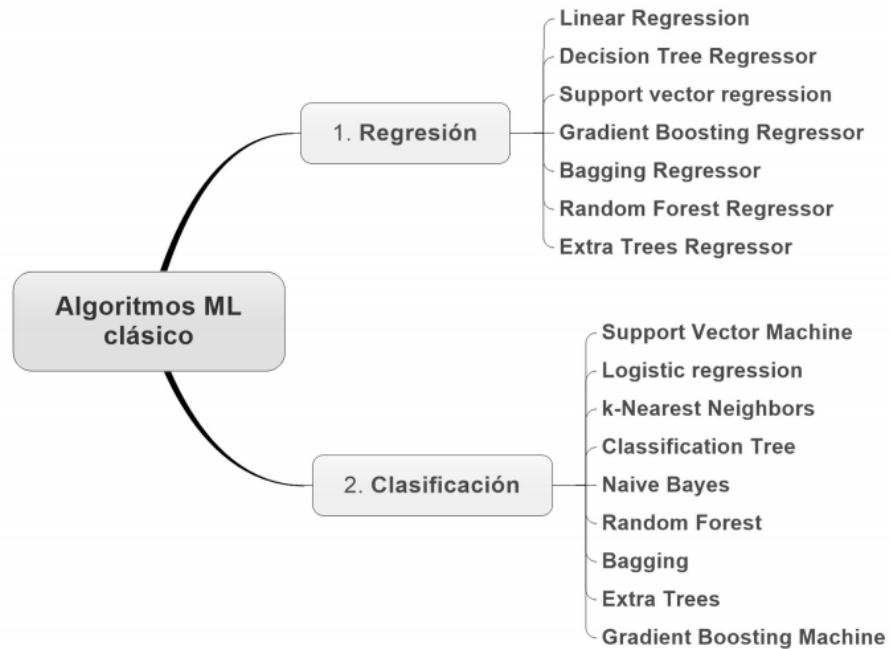 Algoritmos ML
clásico
1. Regresión
Linear Regression
Decision Tree Regressor
Support vector regression
Gradient Boosting Regressor
Bagging Regressor
Random Forest Regressor
Extra Trees Regressor
2. Clasificación
Support Vector Machine
Logistic regression
k-Nearest Neighbors
Classification Tree
Naive Bayes
Random Forest
Bagging
Extra Trees
Gradient Boosting Machine